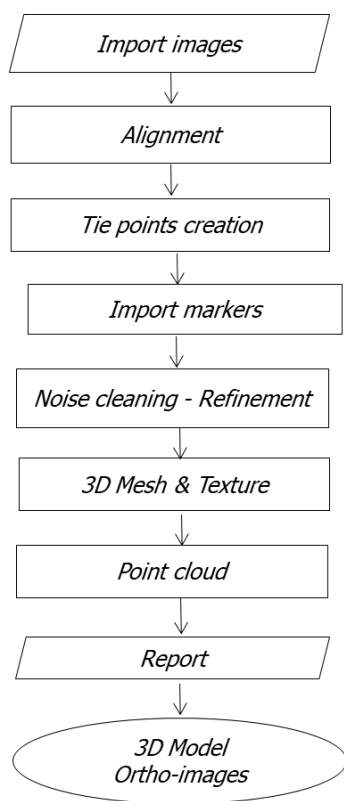 Import images
Alignment
Tie points creation
Import markers
Noise cleaning - Refinement
3D Mesh & Texture
Point cloud
Report
3D Model
Ortho-images